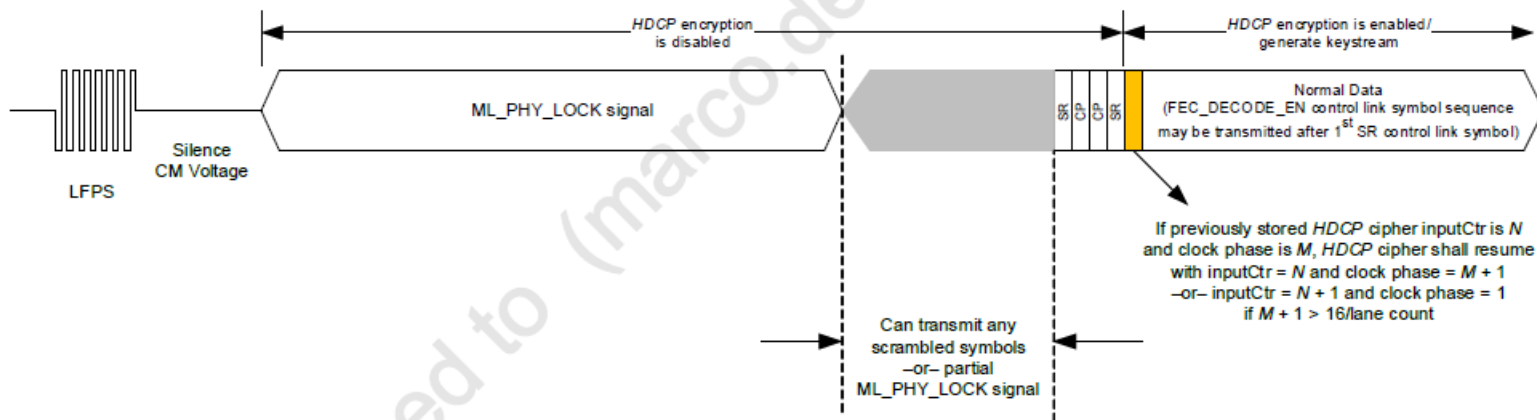 HDCP encryption
is disabled
HDCP encryption is enabled/
generate keystream
ML_PHY_LOCK signal
SR
CP
CP
SR
Normal Data
(FEC_DECODE_EN control link symbol sequence
may be transmitted after 1st SR control link symbol)
Silence
CM Voltage
LFPS
If previously stored HDCP cipher inputCtr is N
and clock phase is M, HDCP cipher shall resume
with inputCtr = N and clock phase = M + 1
–or– inputCtr = N + 1 and clock phase = 1
if M + 1 > 16/lane count
Can transmit any
scrambled symbols
–or– partial
ML_PHY_LOCK signal
ed to (marco.de